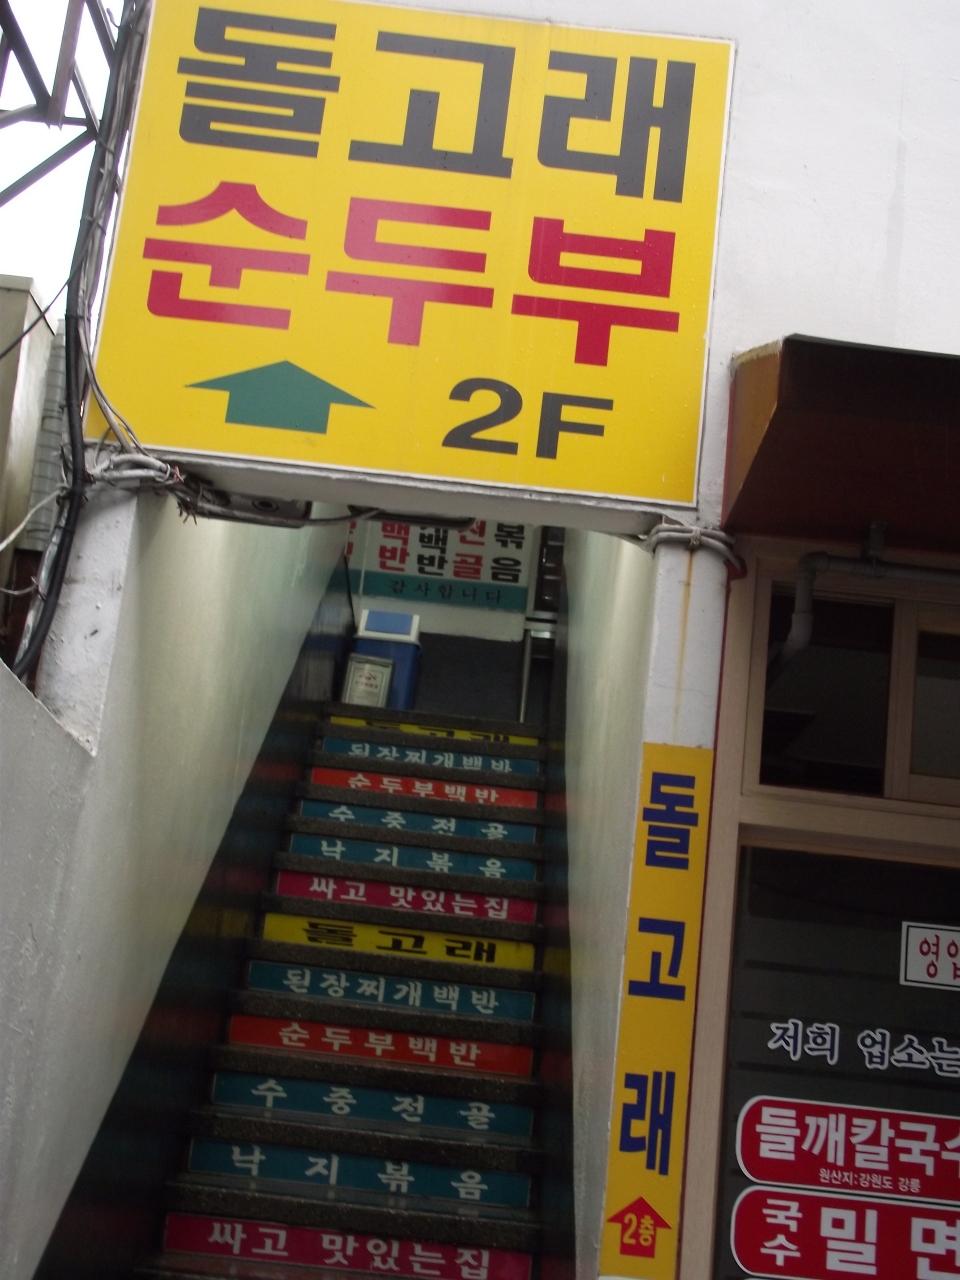 돌고래
순두부
2F
백 백 전 볶
반 반 골 음
감사합니다
돌고래
된장찌개백반
순두부백반
수중전골
낙지볶음
싸고 맛있는집
돌고래
된장찌개백반
순두부백반
수중전골
낙지볶음
싸고 맛있는집
돌고래
2층
저희 업소는
들깨칼국수
원산지:강원도 강릉
국수
밀면